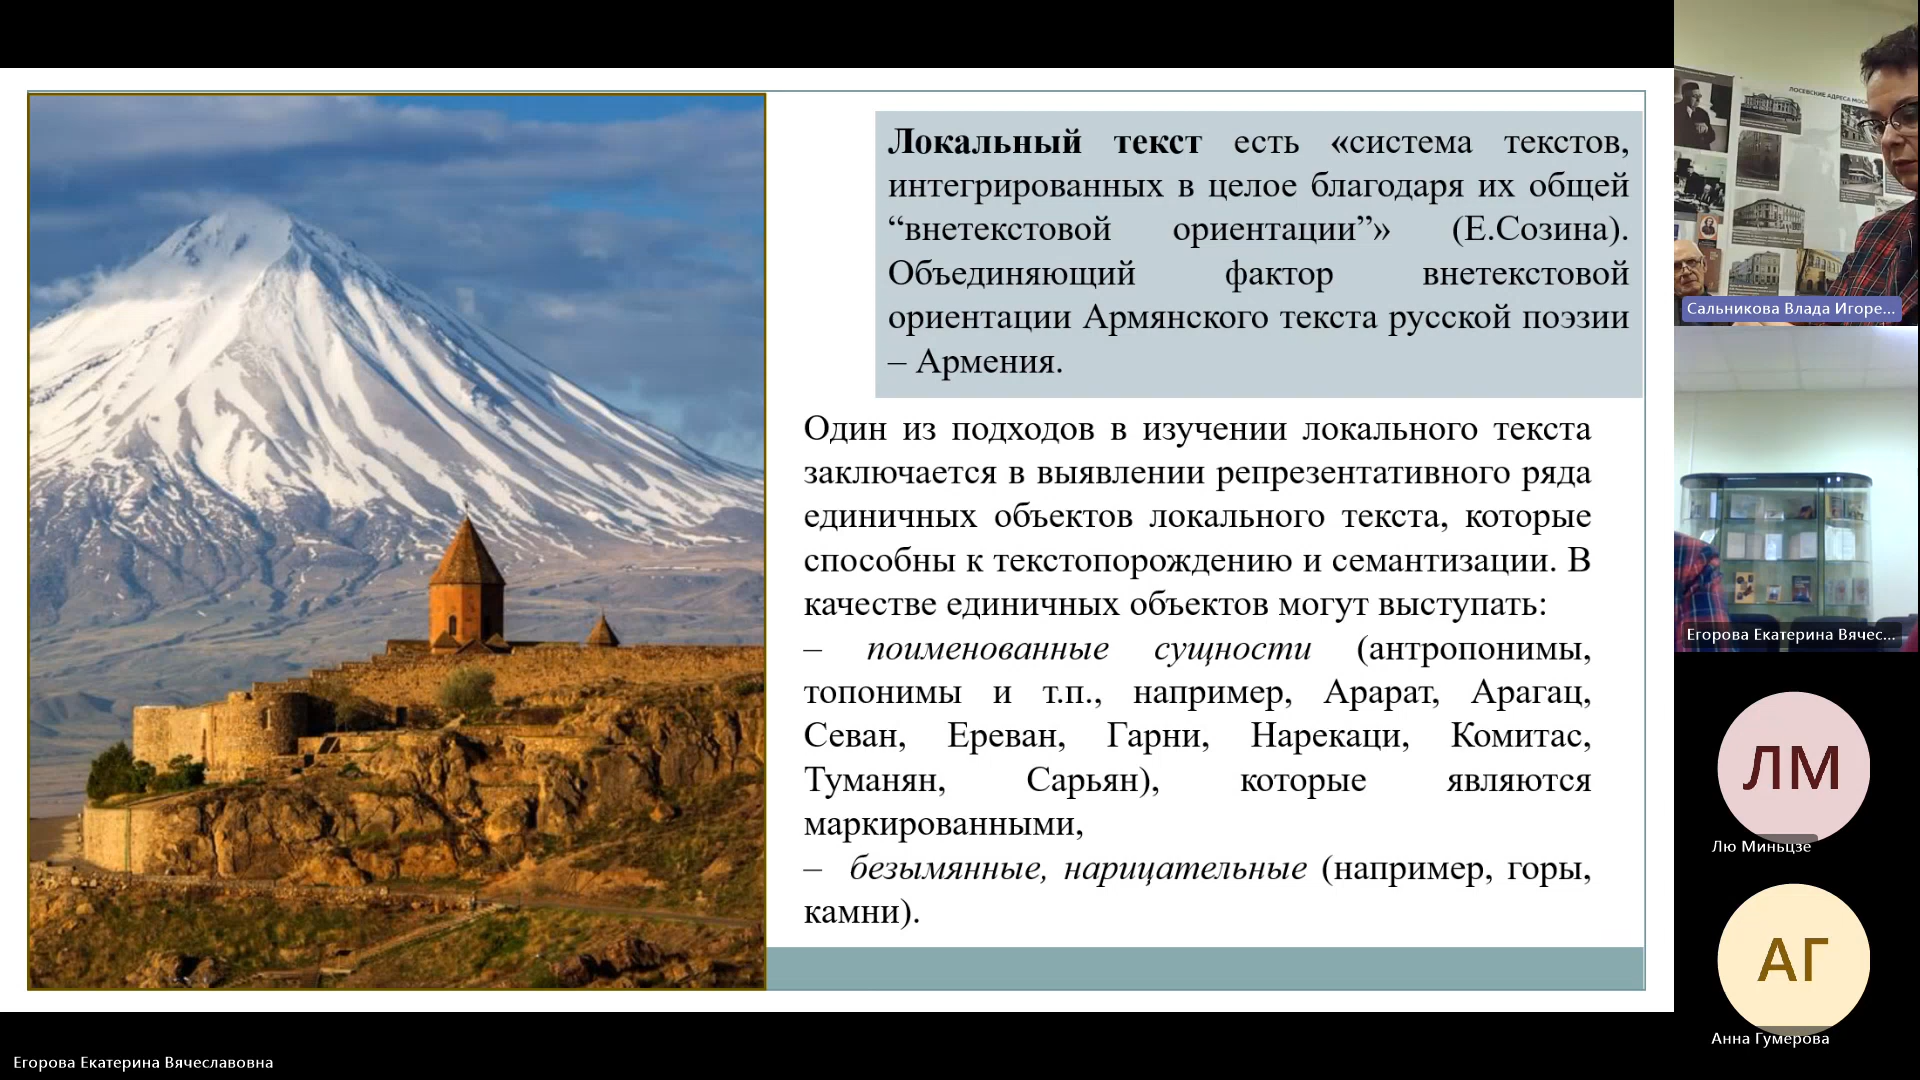 Локальный текст есть «система текстов,
интегрированных в целое благодаря их общей
“внетекстовой ориентации”» (Е.Созина).
Объединяющий фактор внетекстовой
ориентации Армянского текста русской поэзии
– Армения.
Один из подходов в изучении локального текста
заключается в выявлении репрезентативного ряда
единичных объектов локального текста, которые
способны к текстопорождению и семантизации. В
качестве единичных объектов могут выступать:
– поименованные сущности (антропонимы,
топонимы и т.п., например, Арарат, Арагац,
Севан, Ереван, Гарни, Нарекаци, Комитас,
Туманян, Сарьян), которые являются
маркированными,
– безымянные, нарицательные (например, горы,
камни).
ЛОСЕВСКИЕ АДРЕСА
Сальникова Влада Игоре...
Егорова Екатерина Вячес...
ЛМ
Лю Миньцзе
АГ
Анна Гумерова
Егорова Екатерина Вячеславовна